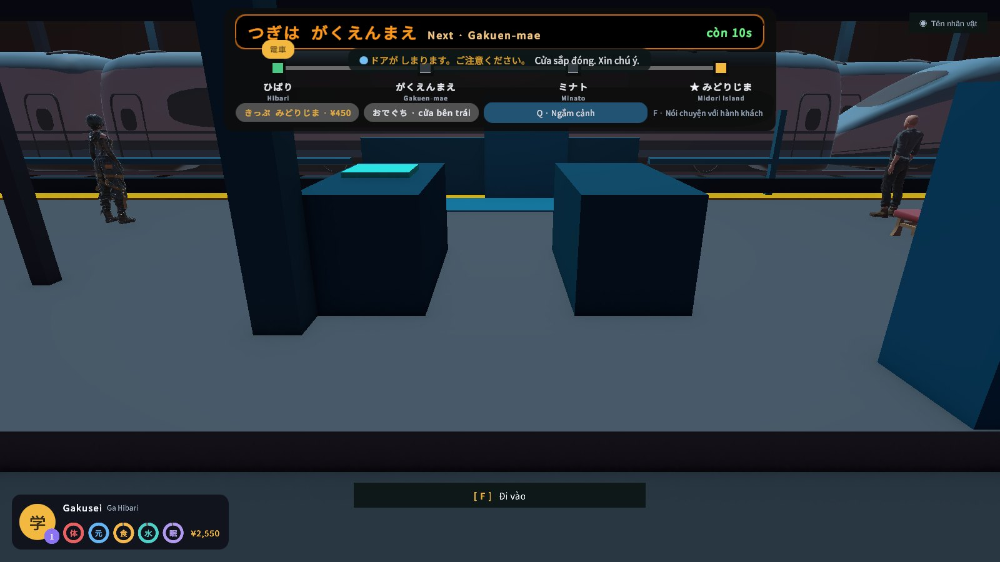 つぎは がくえんまえ Next · Gakuen-mae còn 10s
◉ Tên nhân vật
電車
ドアが しまります。ご注意ください。 Cửa sắp đóng. Xin chú ý.
ひばり がくえんまえ ミナト ★ みどりじま
Hibari Gakuen-mae Minato Midori Island
きっぷ みどりじま · ¥450 おでぐち · cửa bên trái Q · Ngắm cảnh F · Nói chuyện với hành khách
[ F ] Đi vào
Gakusei Ga Hibari
学 1 体 元 食 水 眠 ¥2,550